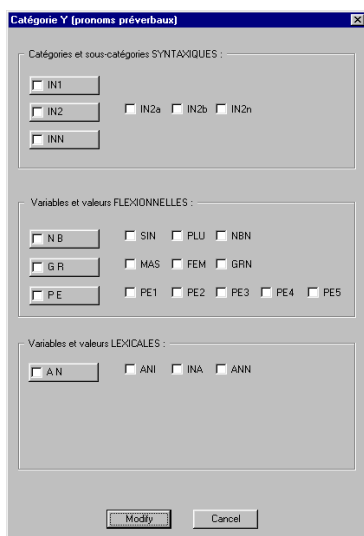 Catégorie Y (pronoms préverbaux)
Catégories et sous-catégories SYNTAXIQUES :
IN1
IN2 IN2a IN2b IN2n
INN
Variables et valeurs FLEXIONNELLES :
N B SIN PLU NBN
G R MAS FEM GRN
P E PE1 PE2 PE3 PE4 PE5
Variables et valeurs LEXICALES :
A N ANI INA ANN
Modify Cancel